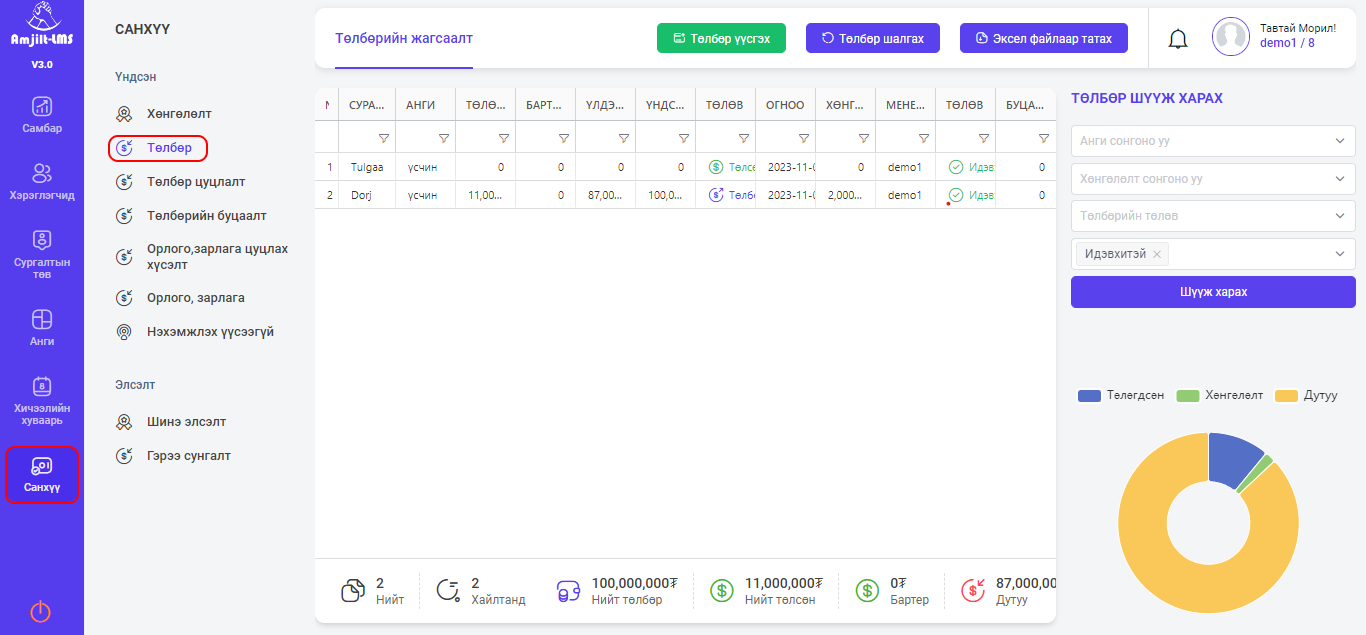 Amjilt-LMS
V3.0
Самбар
Хэрэглэгчид
Сургалтын
төв
Анги
Хичээлийн
хуваарь
Санхүү
САНХҮҮ
Үндсэн
Хөнгөлөлт
Төлбөр
Төлбөр цуцлалт
Төлбөрийн буцаалт
Орлого,зарлага цуцлах
хүсэлт
Орлого, зарлага
Нэхэмжлэх үүсээгүй
Элсэлт
Шинэ элсэлт
Гэрээ сунгалт
Төлбөрийн жагсаалт
Төлбөр үүсгэх
Төлбөр шалгах
Эксел файлаар татах
Тавтай Морил!
demo1 / 8
СУРА... АНГИ ТӨЛӨ... БАРТ... ҮЛДЭ... ҮНДС... ТӨЛӨВ ОГНОО ХӨНГ... МЕНЕ... ТӨЛӨВ БУЦА...
1 Tulgaa үсчин 0 0 0 0 Төлсө 2023-11-0 0 demo1 Идэв 0
2 Dorj үсчин 11,00... 0 87,00... 100,0... Төлбө 2023-11-0 2,000... demo1 Идэв 0
2
Нийт
2
Хайлтанд
100,000,000₮
Нийт төлбөр
11,000,000₮
Нийт төлсөн
0₮
Бартер
87,000,00
Дутуу
ТӨЛБӨР ШҮҮЖ ХАРАХ
Анги сонгоно уу
Хөнгөлөлт сонгоно уу
Төлбөрийн төлөв
Идэвхитэй
Шүүж харах
Төлөгдсөн Хөнгөлөлт Дутуу